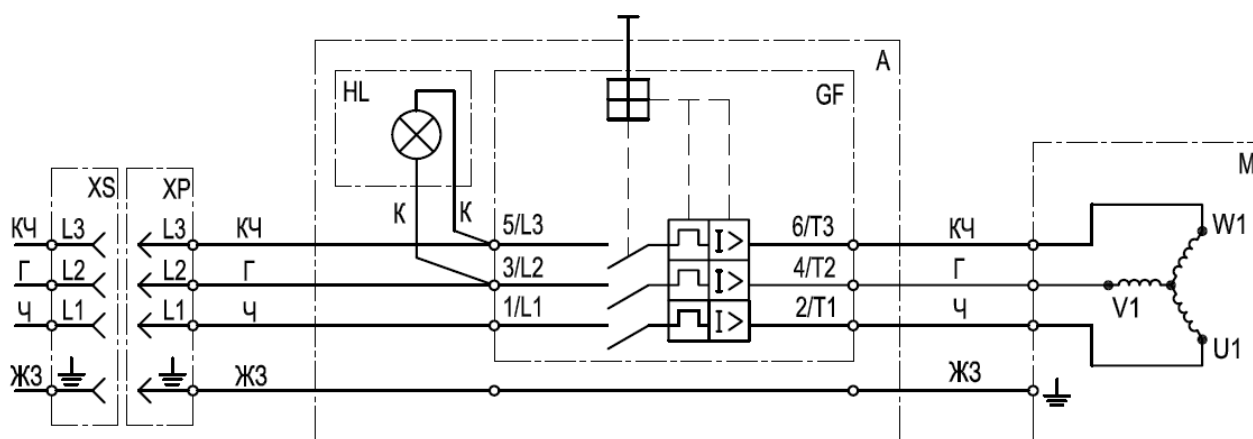 A
HL
GF
M
XS
XP
К
К
КЧ
L3
L3
КЧ
5/L3
6/T3
КЧ
W1
Г
L2
L2
Г
3/L2
4/T2
Г
V1
Ч
L1
L1
Ч
1/L1
2/T1
Ч
U1
I>
I>
I>
ЖЗ
ЖЗ
ЖЗ